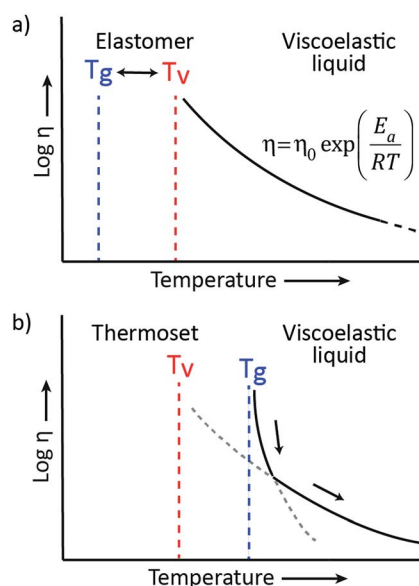 a)
Elastomer
Viscoelastic
liquid
Tg
Tv
Log η
η=η0 exp(Ea/RT)
Temperature
b)
Thermoset
Viscoelastic
liquid
Tv
Tg
Log η
Temperature